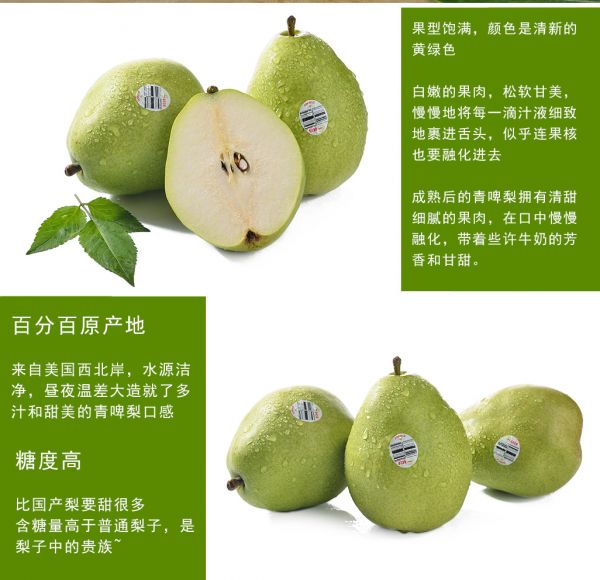 果型饱满，颜色是清新的
黄绿色
白嫩的果肉，松软甘美，
慢慢地将每一滴汁液细致
地裹进舌头，似乎连果核
也要融化进去
成熟后的青啤梨拥有清甜
细腻的果肉，在口中慢慢
融化，带着些许牛奶的芳
香和甘甜。
百分百原产地
来自美国西北岸，水源洁
净，昼夜温差大造就了多
汁和甜美的青啤梨口感
糖度高
比国产梨要甜很多
含糖量高于普通梨子，是
梨子中的贵族~